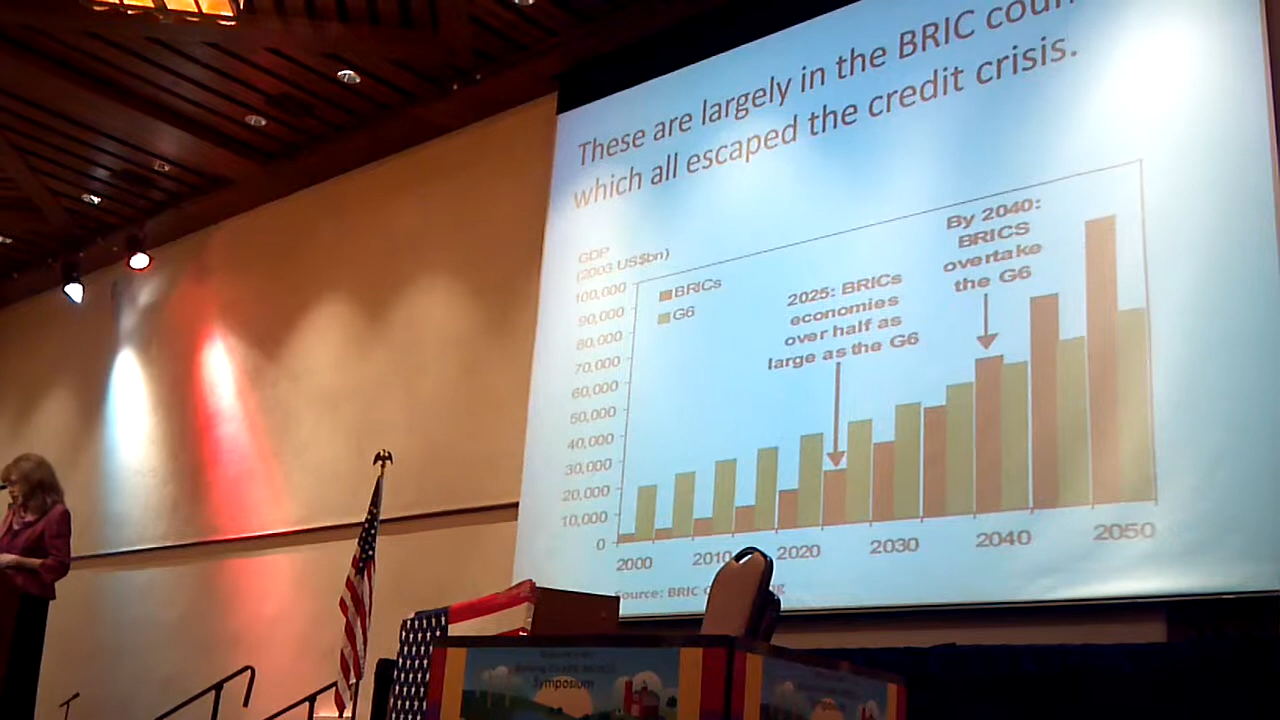 These are largely in the BRIC
which all escaped the credit crisis.
GDP
(2003 US$bn)
100,000
90,000
80,000
70,000
60,000
50,000
40,000
30,000
20,000
10,000
0
BRICs
G6
2025: BRICs
economies
over half as
large as the G6
By 2040:
BRICS
overtake
the G6
2000 2010 2020 2030 2040 2050
Source: BRIC
Symposium